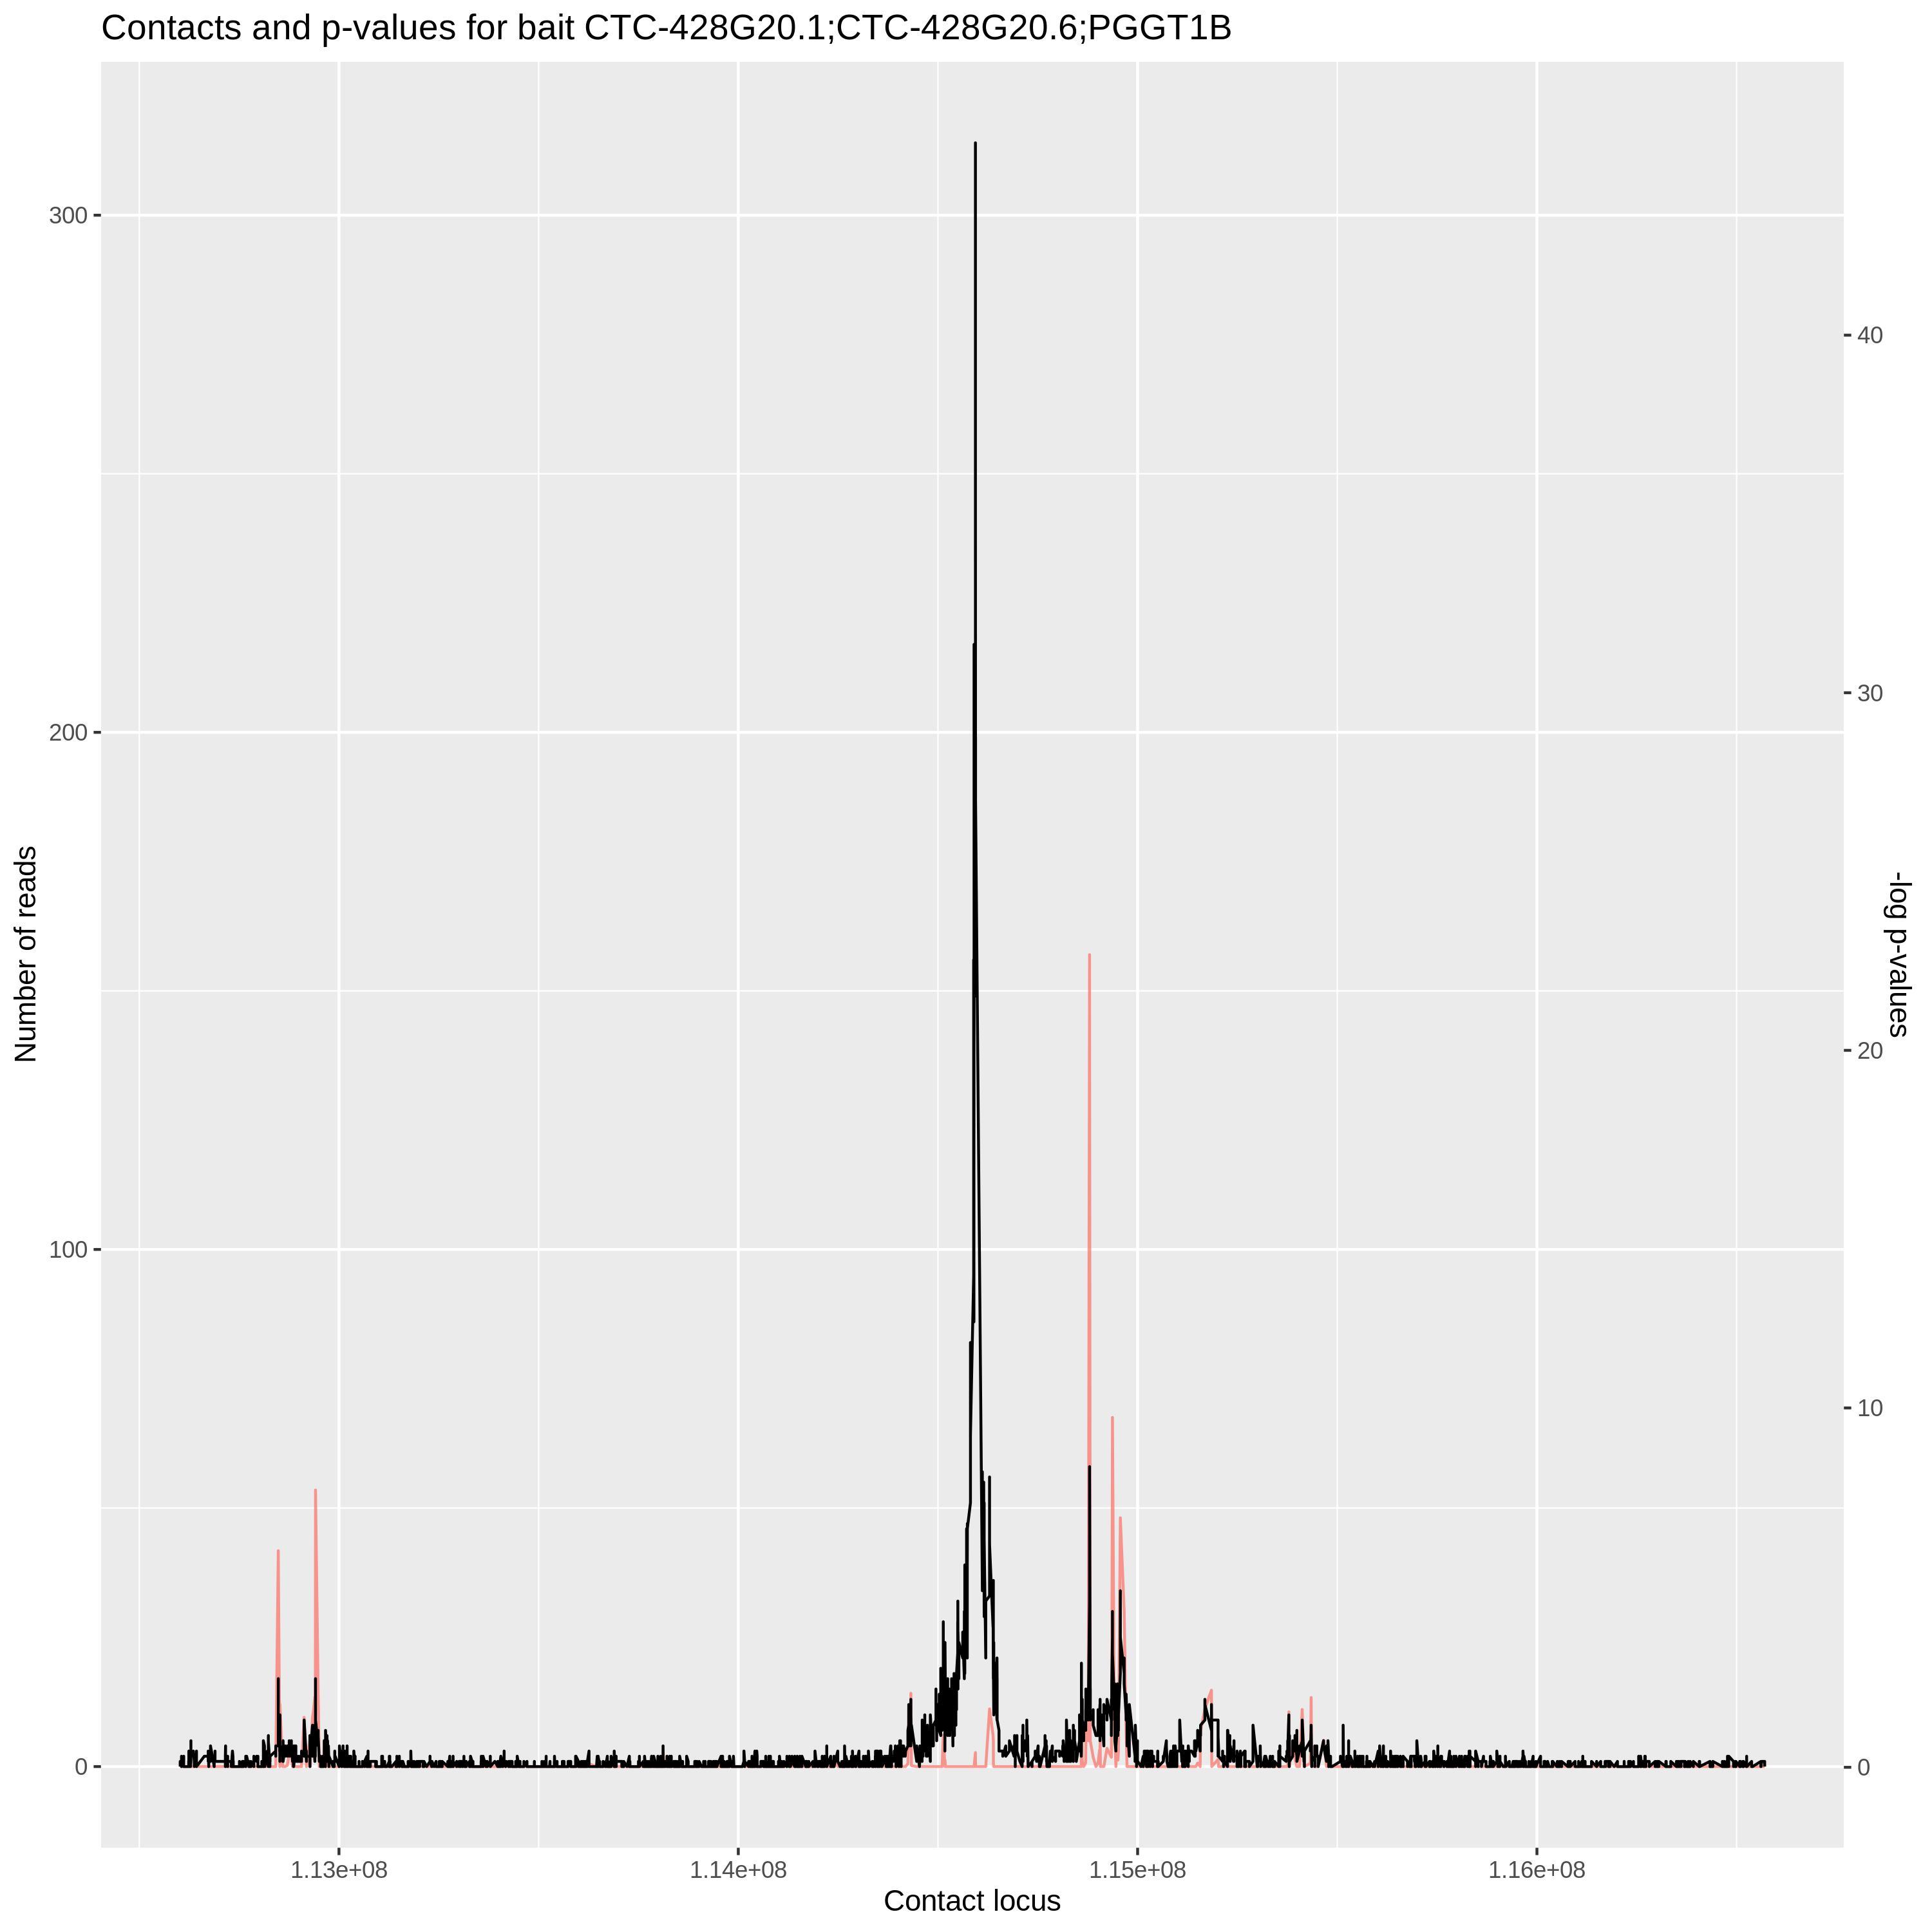 Contacts and p-values for bait CTC-428G20.1;CTC-428G20.6;PGGT1B
Number of reads
300
200
100
0
40
30
20
10
0
-log p-values
1.13e+08
1.14e+08
1.15e+08
1.16e+08
Contact locus